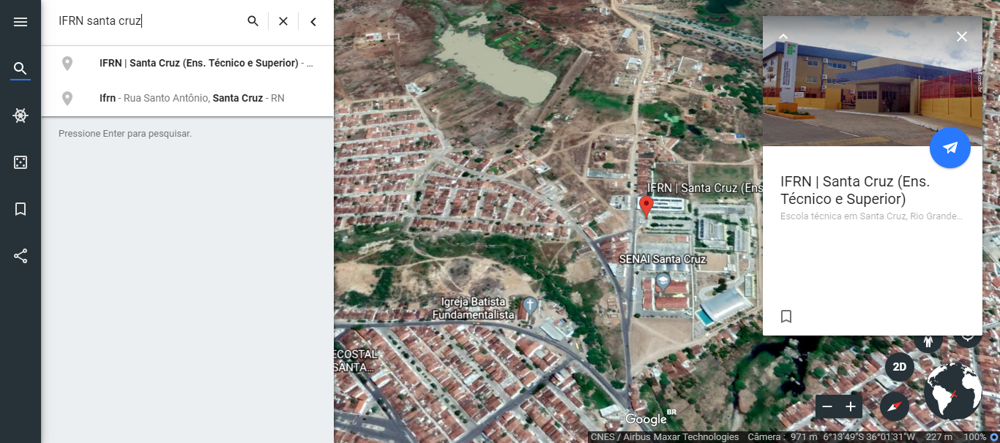 IFRN santa cruz
IFRN | Santa Cruz (Ens. Técnico e Superior) - ...
Ifrn - Rua Santo Antônio, Santa Cruz - RN
Pressione Enter para pesquisar.
IFRN | Santa Cruz (Ens
SENAI Santa Cruz
Igreja Batista
Fundamentalista
ECOSTAL
SANTA...
Google BR
IFRN | Santa Cruz (Ens.
Técnico e Superior)
Escola técnica em Santa Cruz, Rio Grande...
2D
CNES / Airbus Maxar Technologies Câmera : 971 m 6°13'49"S 36°01'31"W 227 m 100%